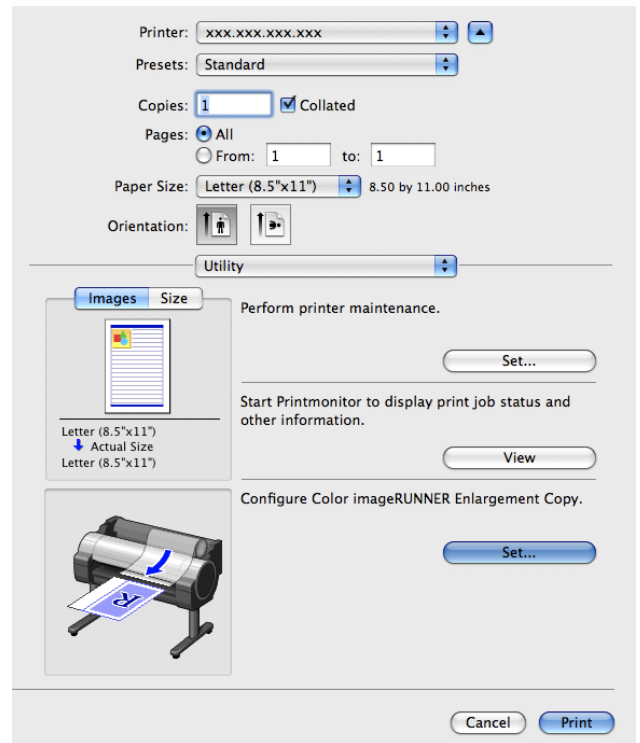 Printer: xxx.xxx.xxx.xxx
Presets: Standard
Copies: 1 Collated
Pages: All
From: 1 to: 1
Paper Size: Letter (8.5"x11") 8.50 by 11.00 inches
Orientation:
Utility
Images Size
Letter (8.5"x11")
Actual Size
Letter (8.5"x11")
Perform printer maintenance.
Set...
Start Printmonitor to display print job status and
other information.
View
Configure Color imageRUNNER Enlargement Copy.
Set...
R
Cancel Print